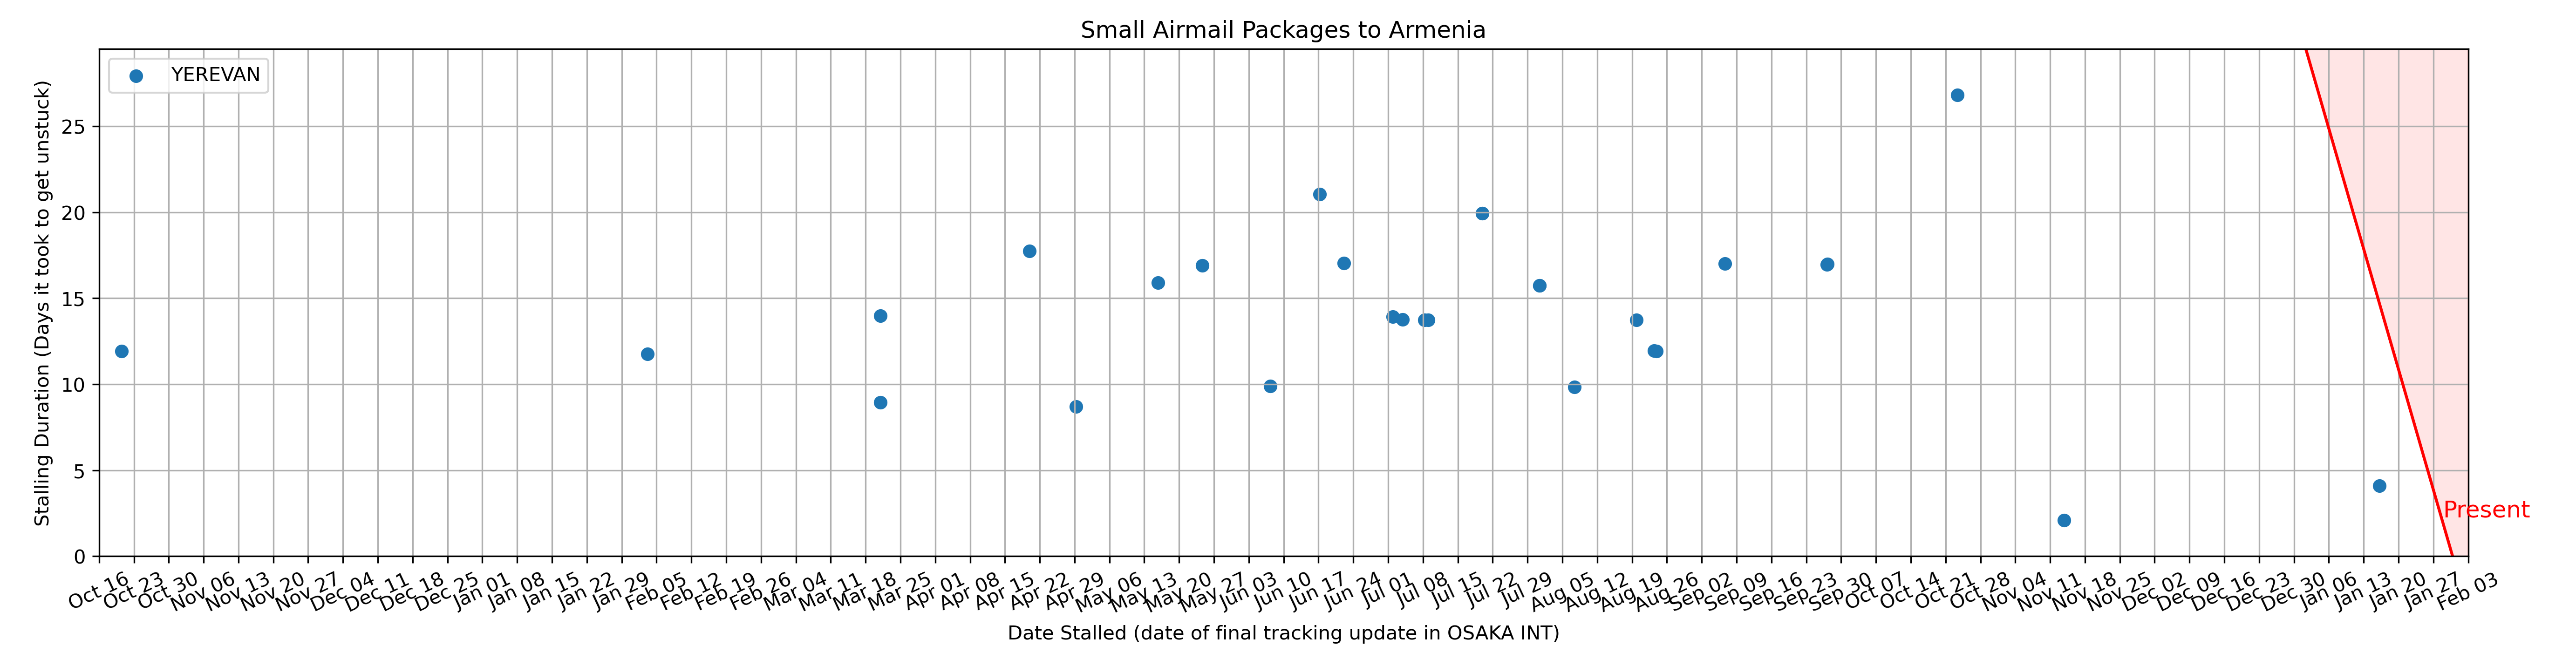 Small Airmail Packages to Armenia
YEREVAN
Stalling Duration (Days it took to get unstuck)
25
20
15
10
5
0
Present
Oct 16 Oct 23 Oct 30 Nov 06 Nov 13 Nov 20 Nov 27 Dec 04 Dec 11 Dec 18 Dec 25 Jan 01 Jan 08 Jan 15 Jan 22 Jan 29 Feb 05 Feb 12 Feb 19 Feb 26 Mar 04 Mar 11 Mar 18 Mar 25 Apr 01 Apr 08 Apr 15 Apr 22 Apr 29 May 06 May 13 May 20 May 27 Jun 03 Jun 10 Jun 17 Jun 24 Jul 01 Jul 08 Jul 15 Jul 22 Jul 29 Aug 05 Aug 12 Aug 19 Aug 26 Sep 02 Sep 09 Sep 16 Sep 23 Sep 30 Oct 07 Oct 14 Oct 21 Oct 28 Nov 04 Nov 11 Nov 18 Nov 25 Dec 02 Dec 09 Dec 16 Dec 23 Dec 30 Jan 06 Jan 13 Jan 20 Jan 27 Feb 03
Date Stalled (date of final tracking update in OSAKA INT)